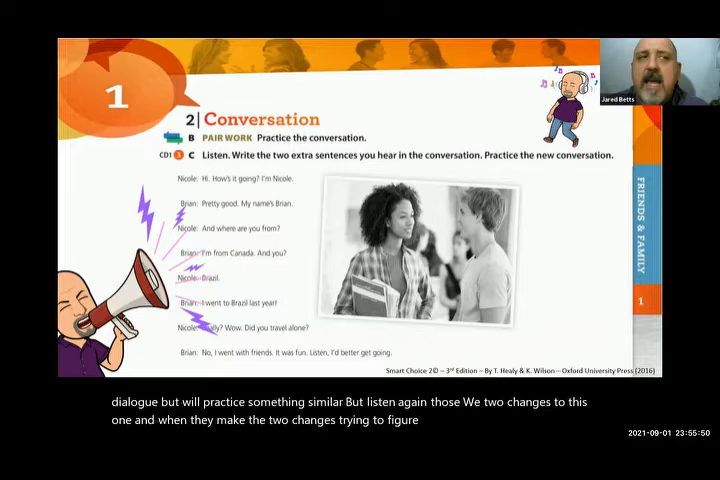 1
Jared Betts
2 Conversation
B PAIR WORK Practice the conversation.
CD1 3 C Listen. Write the two extra sentences you hear in the conversation. Practice the new conversation.
Nicole: Hi. How's it going? I'm Nicole.
Brian: Pretty good. My name's Brian.
Nicole: And where are you from?
Brian: I'm from Canada. And you?
Nicole: Brazil.
Brian: I went to Brazil last year!
Nicole: ally? Wow. Did you travel alone?
Brian: No, I went with friends. It was fun. Listen, I'd better get going.
FRIENDS & FAMILY
1
Smart Choice 2© – 3rd Edition – By T. Healy & K. Wilson – Oxford University Press (2016)
dialogue but will practice something similar But listen again those We two changes to this
one and when they make the two changes trying to figure
2021-09-01 23:55:50